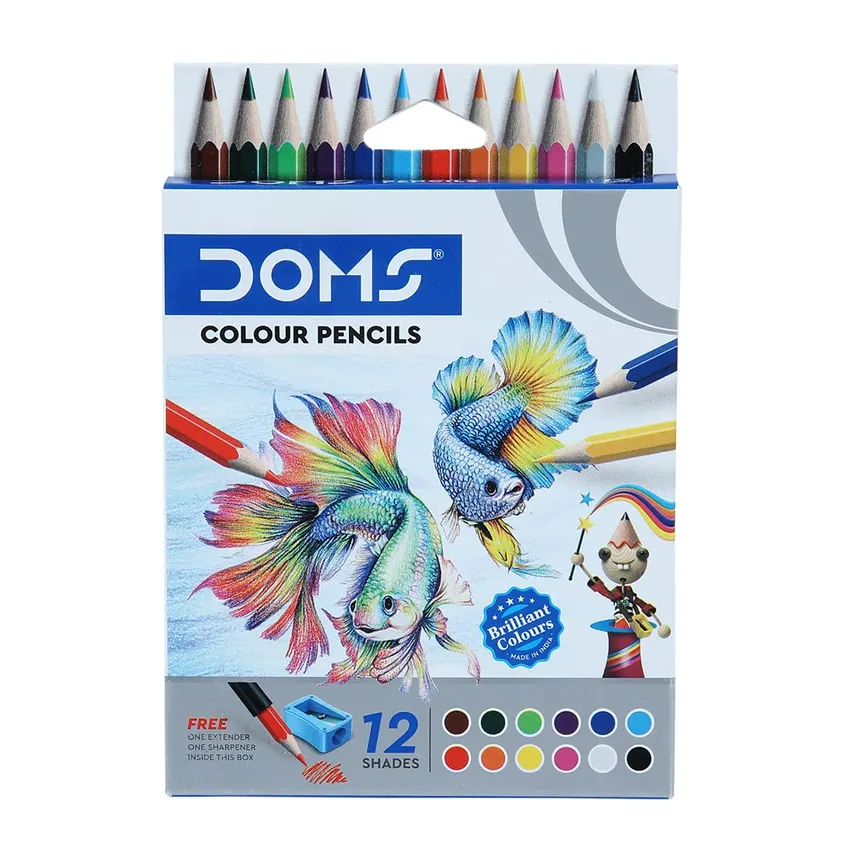 DOMS®
COLOUR PENCILS
Brilliant
Colours
MADE IN INDIA
FREE
ONE EXTENDER
ONE SHARPENER
INSIDE THIS BOX
12
SHADES